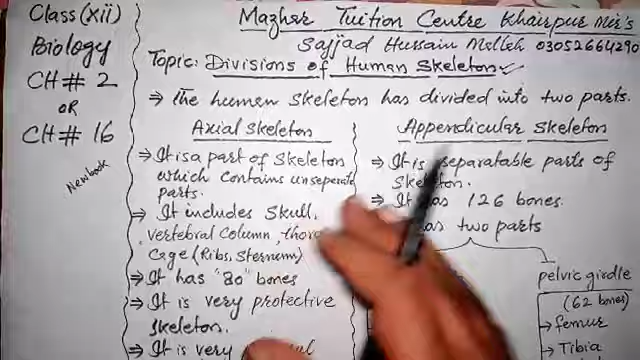 Class (xii)
Biology
CH# 2
OR
CH# 16
Newbook
Mazhar Tuition Centre Khairpur Mir's
Sajjad Hussain Melleh 03052664290
Topic: Divisions of Human Skeleton
⇒ The human skeleton has divided into two parts.
Axial Skeleton
⇒ It is a part of skeleton
which contains unseperate
parts.
⇒ It includes Skull,
vertebral column,
Cage (Ribs, Sternum)
⇒ It has "80" bones
⇒ It is very protective
skeleton.
⇒ It is very
Appendicular Skeleton
⇒ It is separatable parts of
⇒ It has 126 bones.
has two parts
pelvic girdle
(62 bones)
→ femur
→ Tibia